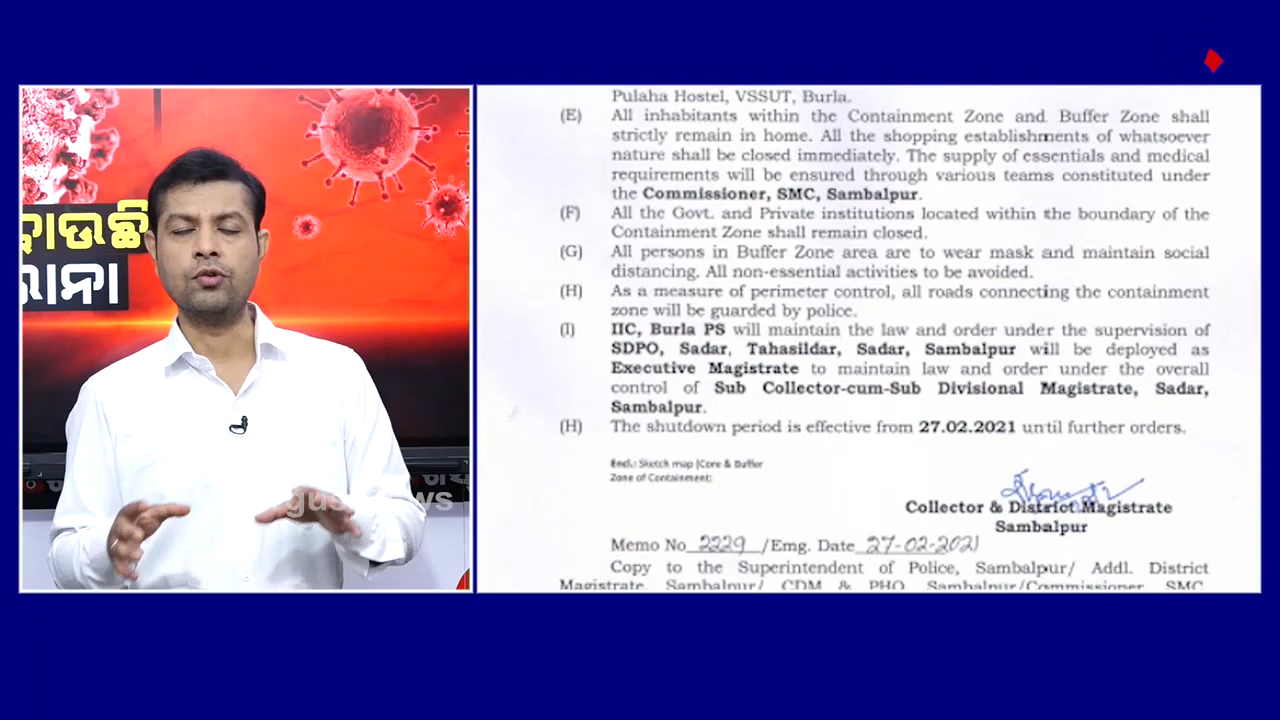 ହାଉଛି
ାନା
Pulaha Hostel, VSSUT, Burla.
(E) All inhabitants within the Containment Zone and Buffer Zone shall
strictly remain in home. All the shopping establishments of whatsoever
nature shall be closed immediately. The supply of essentials and medical
requirements will be ensured through various teams constituted under
the Commissioner, SMC, Sambalpur.
(F) All the Govt. and Private institutions located within the boundary of the
Containment Zone shall remain closed.
(G) All persons in Buffer Zone area are to wear mask and maintain social
distancing. All non-essential activities to be avoided.
(H) As a measure of perimeter control, all roads connecting the containment
zone will be guarded by police.
(I) IIC, Burla PS will maintain the law and order under the supervision of
SDPO, Sadar, Tahasildar, Sadar, Sambalpur will be deployed as
Executive Magistrate to maintain law and order under the overall
control of Sub Collector-cum-Sub Divisional Magistrate, Sadar,
Sambalpur.
(H) The shutdown period is effective from 27.02.2021 until further orders.
Encl.: Sketch map (Core & Buffer
Zone of Containment;
Collector & District Magistrate
Sambalpur
Memo No 2229 /Emg. Date 27-02-2021
Copy to the Superintendent of Police, Sambalpur/ Addl. District
Magistrate, Sambalpur/ CDM & PHO, Sambalpur/Commissioner, SMC,